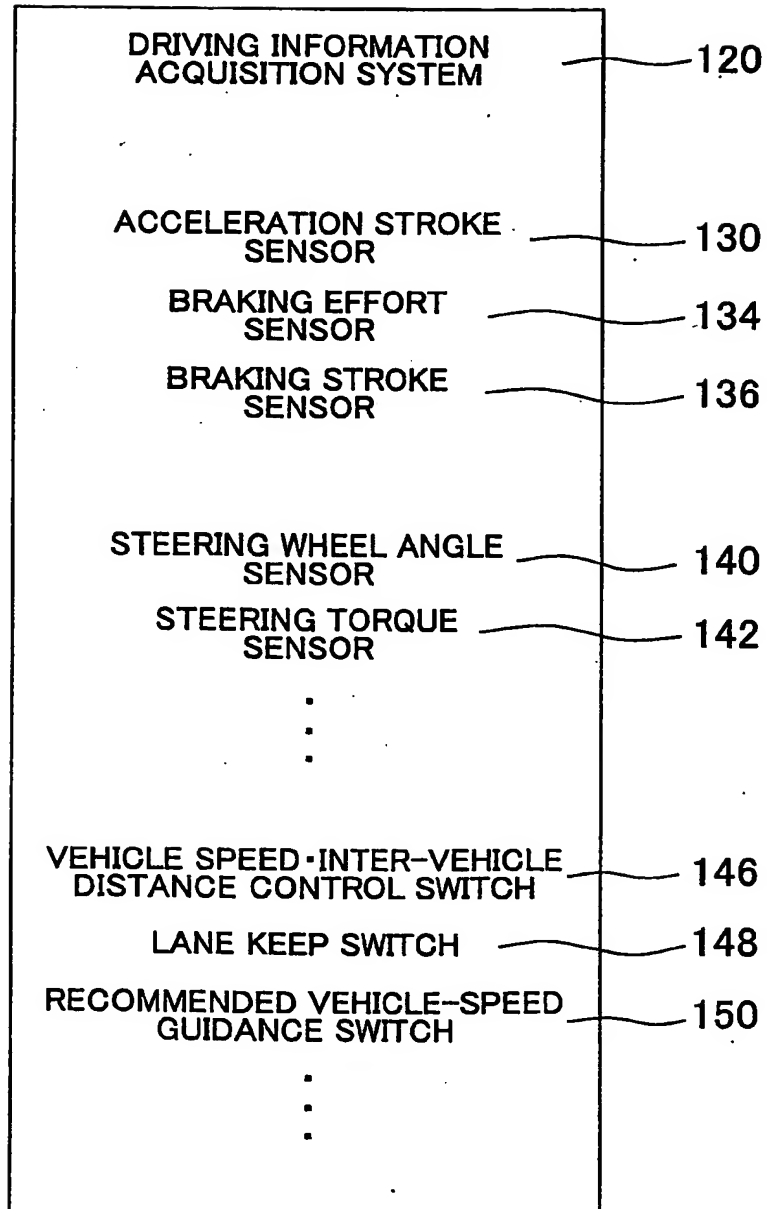 DRIVING INFORMATION
ACQUISITION SYSTEM
120
ACCELERATION STROKE
SENSOR
130
BRAKING EFFORT
SENSOR
134
BRAKING STROKE
SENSOR
136
STEERING WHEEL ANGLE
SENSOR
140
STEERING TORQUE
SENSOR
142
VEHICLE SPEED・INTER-VEHICLE
DISTANCE CONTROL SWITCH
146
LANE KEEP SWITCH
148
RECOMMENDED VEHICLE-SPEED
GUIDANCE SWITCH
150